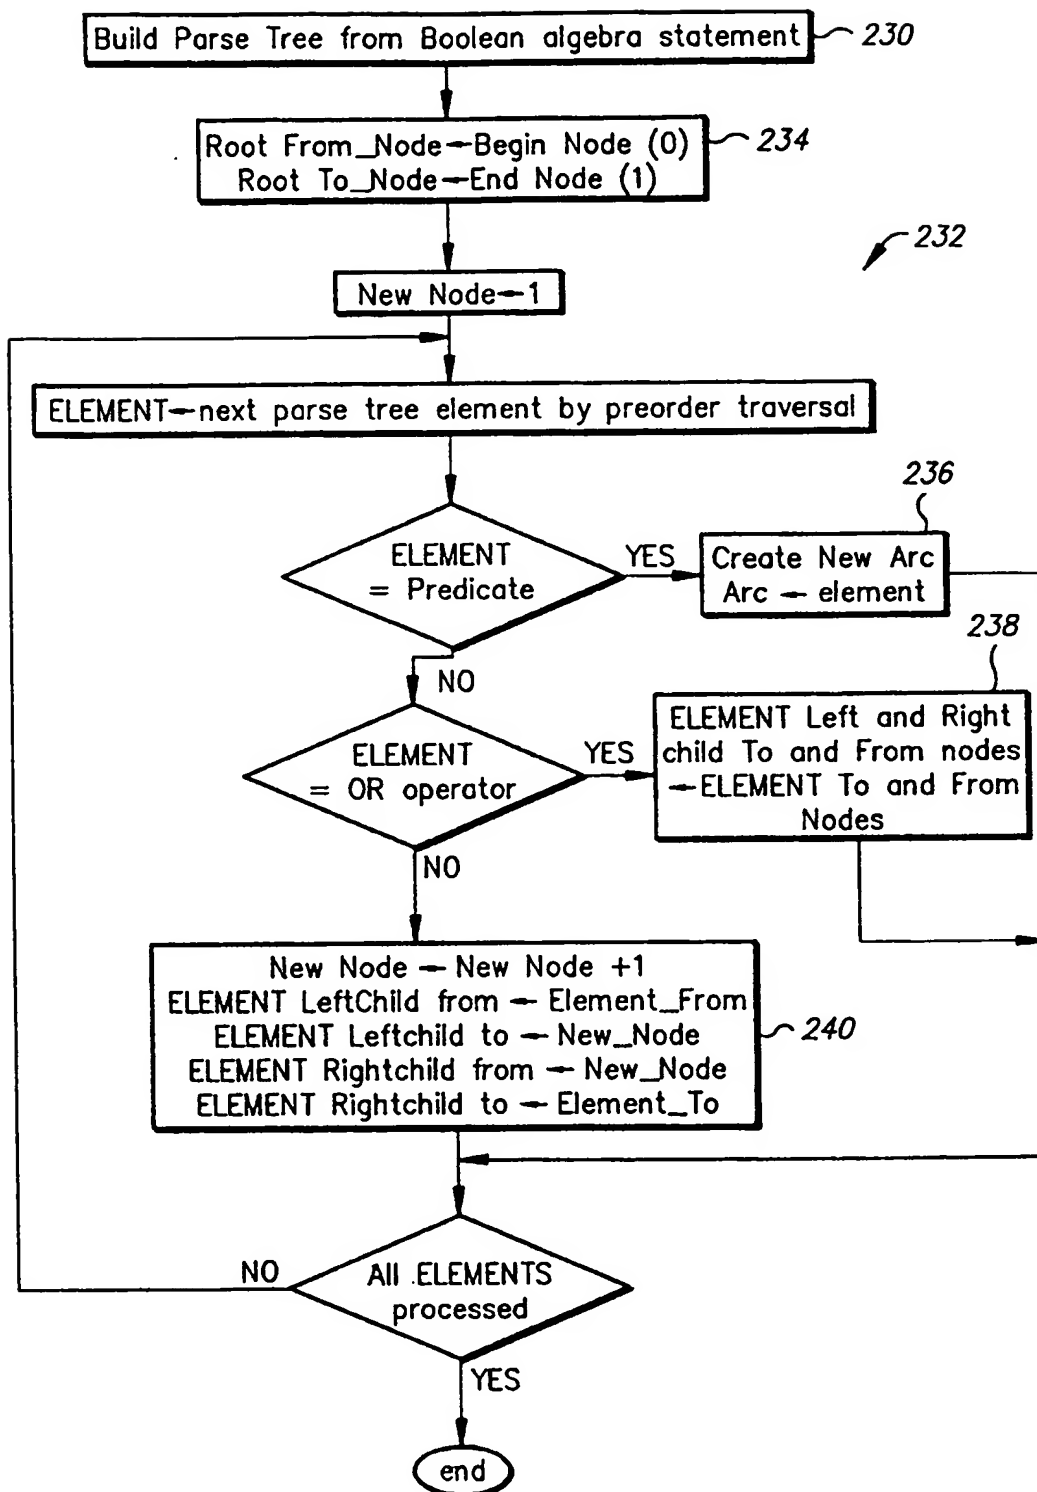 Build Parse Tree from Boolean algebra statement
230
Root From_Node←Begin Node (0)
Root To_Node←End Node (1)
234
232
New Node←1
ELEMENT←next parse tree element by preorder traversal
236
ELEMENT
= Predicate
YES
Create New Arc
Arc ← element
NO
238
ELEMENT
= OR operator
YES
ELEMENT Left and Right
child To and From nodes
←ELEMENT To and From
Nodes
NO
New Node ← New Node +1
ELEMENT LeftChild from ← Element_From
ELEMENT Leftchild to ← New_Node
ELEMENT Rightchild from ← New_Node
ELEMENT Rightchild to ← Element_To
240
NO
All ELEMENTS
processed
YES
end